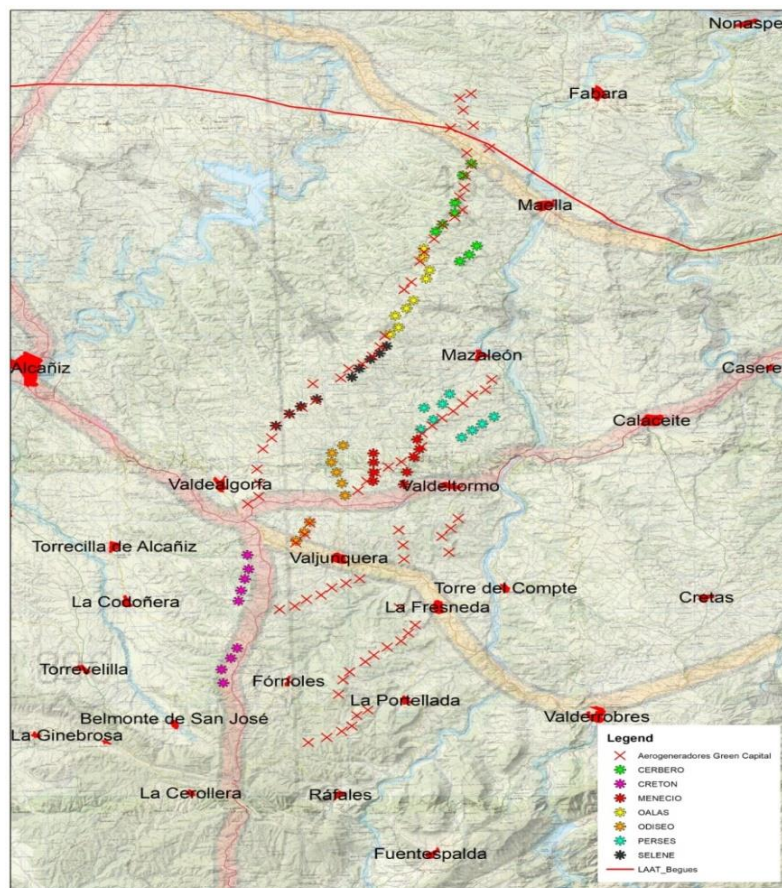 Nonaspe
Fabara
Maella
Alcañiz
Mazaleón
Casere
Calaceite
Valdealgorfa
Valdeltormo
Torrecilla de Alcañiz
Valjunquera
La Codoñera
Torre del Compte
La Fresneda
Cretas
Torrevelilla
Fórnoles
La Portellada
Belmonte de San José
Valderrobres
La Ginebrosa
La Cerollera
Ráfales
Fuentespalda
Legend
Aerogeneradores Green Capital
CERBERO
CRETON
MENECIO
OALAS
ODISEO
PERSES
SELENE
LAAT_Begues